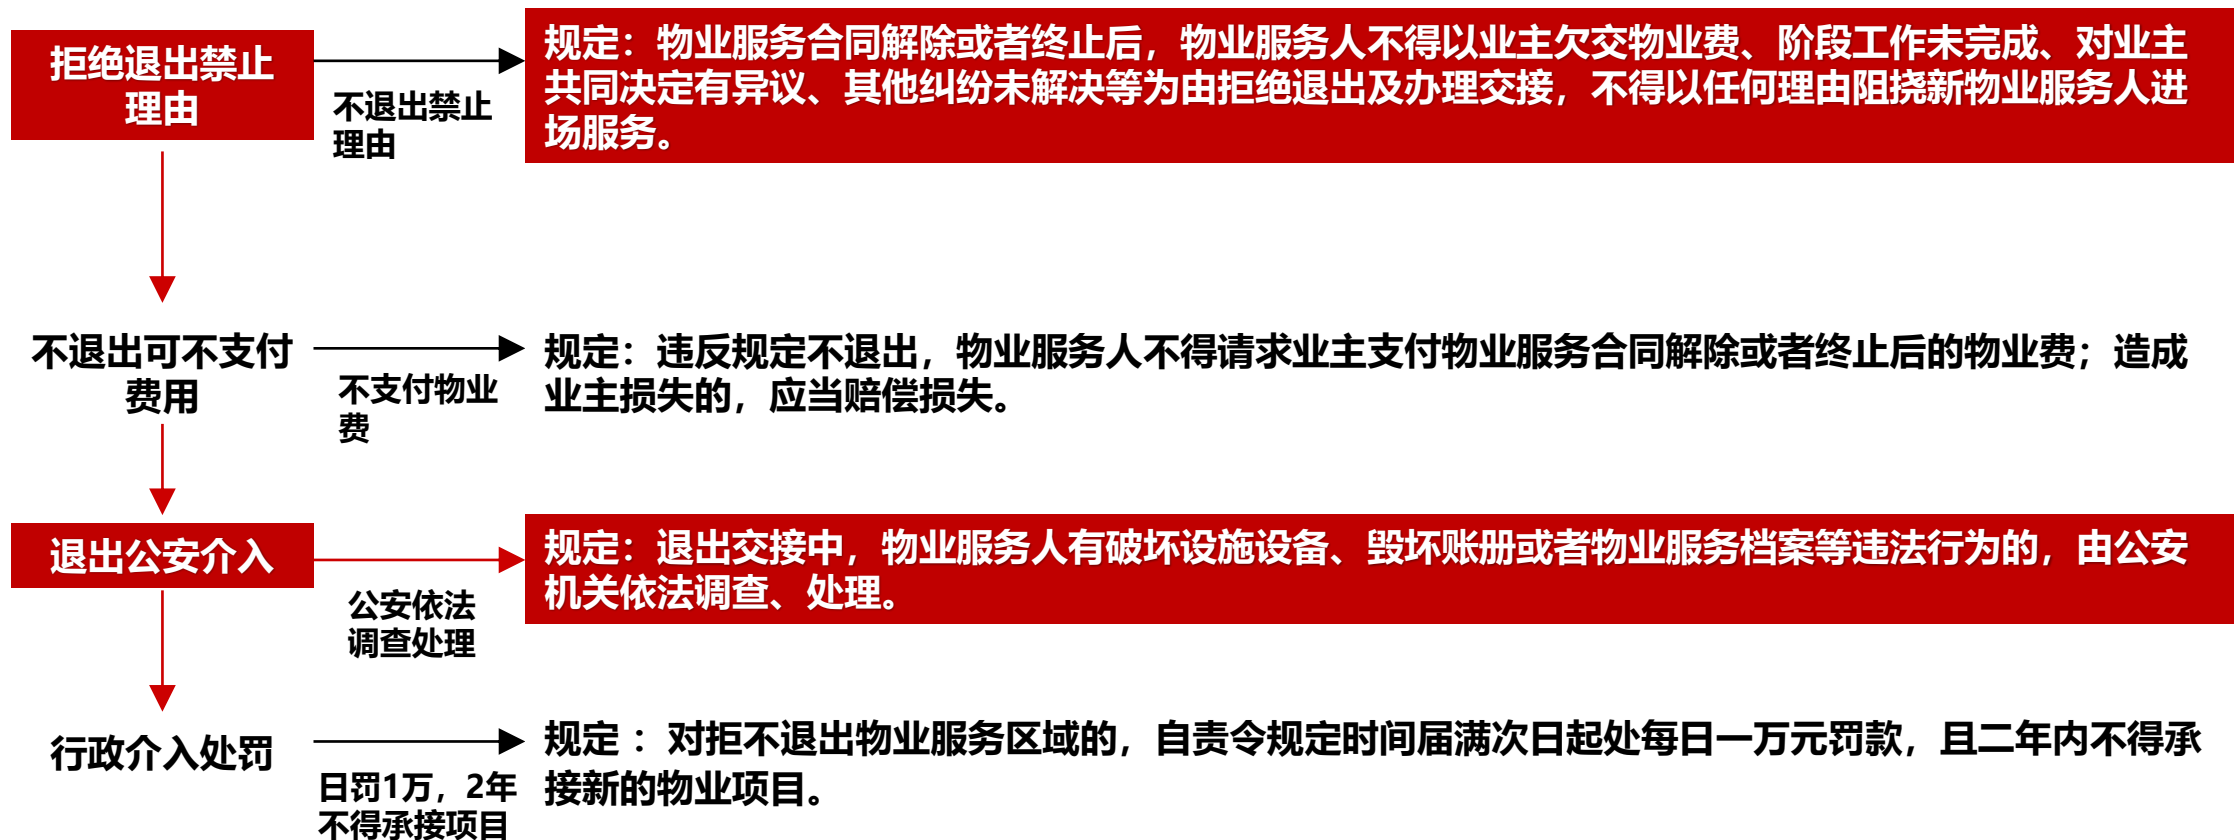 拒绝退出禁止
理由
不退出禁止
理由
规定：物业服务合同解除或者终止后，物业服务人不得以业主欠交物业费、阶段工作未完成、对业主
共同决定有异议、其他纠纷未解决等为由拒绝退出及办理交接，不得以任何理由阻挠新物业服务人进
场服务。
不退出可不支付
费用
不支付物业
费
规定：违反规定不退出，物业服务人不得请求业主支付物业服务合同解除或者终止后的物业费；造成
业主损失的，应当赔偿损失。
退出公安介入
公安依法
调查处理
规定：退出交接中，物业服务人有破坏设施设备、毁坏账册或者物业服务档案等违法行为的，由公安
机关依法调查、处理。
行政介入处罚
日罚1万，2年
不得承接项目
规定 ：对拒不退出物业服务区域的，自责令规定时间届满次日起处每日一万元罚款，且二年内不得承
接新的物业项目。